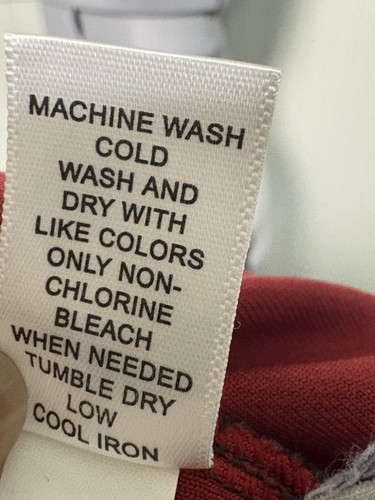 MACHINE WASH
COLD
WASH AND
DRY WITH
LIKE COLORS
ONLY NON-
CHLORINE
BLEACH
WHEN NEEDED
TUMBLE DRY
LOW
COOL IRON